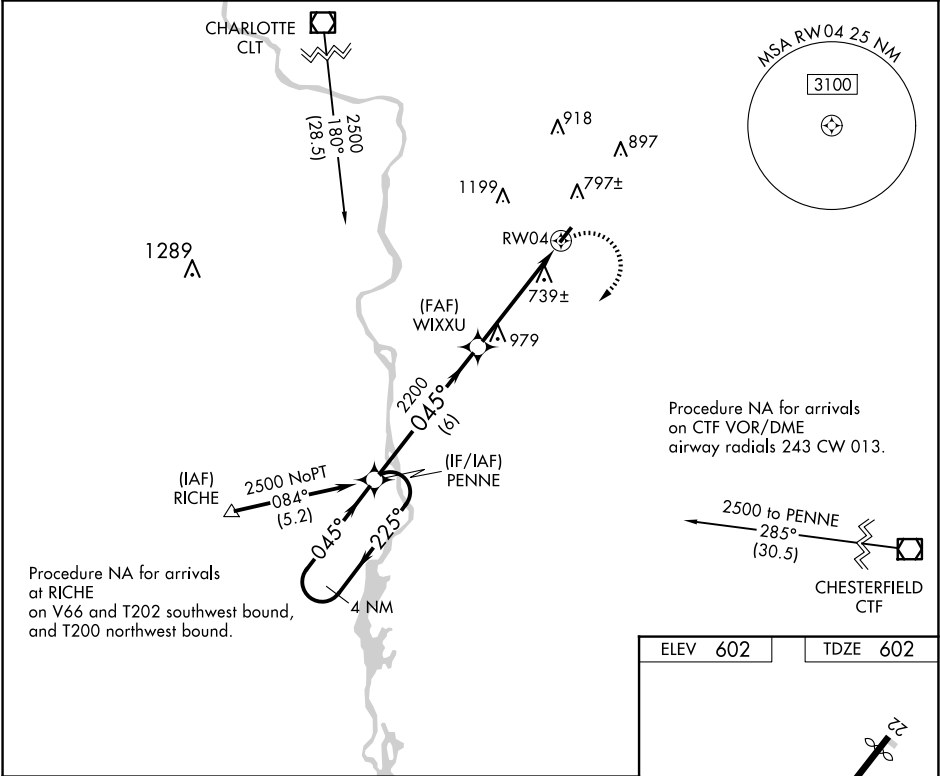 CHARLOTTE
CLT
2500
180°
(28.5)
MSA RW04 25 NM
3100
918
897
1199
797±
RW04
1289
739±
(FAF)
WIXXU
979
2200
045°
(6)
Procedure NA for arrivals
on CTF VOR/DME
airway radials 243 CW 013.
(IF/IAF)
PENNE
(IAF)
RICHE
2500 NoPT
084°
(5.2)
045°
225°
4 NM
2500 to PENNE
285°
(30.5)
CHESTERFIELD
CTF
Procedure NA for arrivals
at RICHE
on V66 and T202 southwest bound,
and T200 northwest bound.
ELEV 602
TDZE 602
22